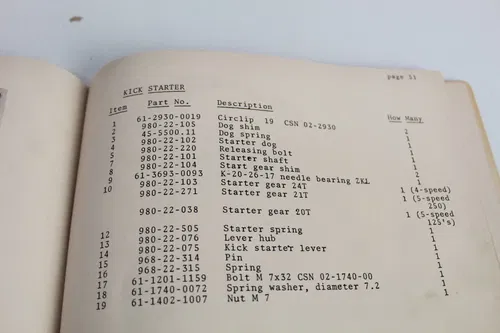 page 33
KICK STARTER
Item Part No. Description How Many
1 61-2930-0019 Circlip 19 CSN 02-2930 2
2 980-22-105 Dog shim 1
3 45-5500.11 Dog spring 1
4 980-22-102 Starter dog 1
5 980-22-220 Releasing bolt 1
6 980-22-101 Starter shaft 1
7 980-22-104 Start gear shim 1
8 61-3693-0093 K-20-26-17 needle bearing 2KL 2
9 980-22-103 Starter gear 24T 1
10 980-22-271 Starter gear 21T 1 (4-speed)
1 (5-speed
250)
980-22-038 Starter gear 20T 1 (5-speed
125's)
12 980-22-505 Starter spring 1
13 980-22-076 Lever hub 1
14 980-22-075 Kick starter lever 1
15 968-22-314 Pin 1
16 968-22-315 Spring 1
17 61-1201-1159 Bolt M 7x32 CSN 02-1740-00 1
18 61-1740-0072 Spring washer, diameter 7.2 1
19 61-1402-1007 Nut M 7 1